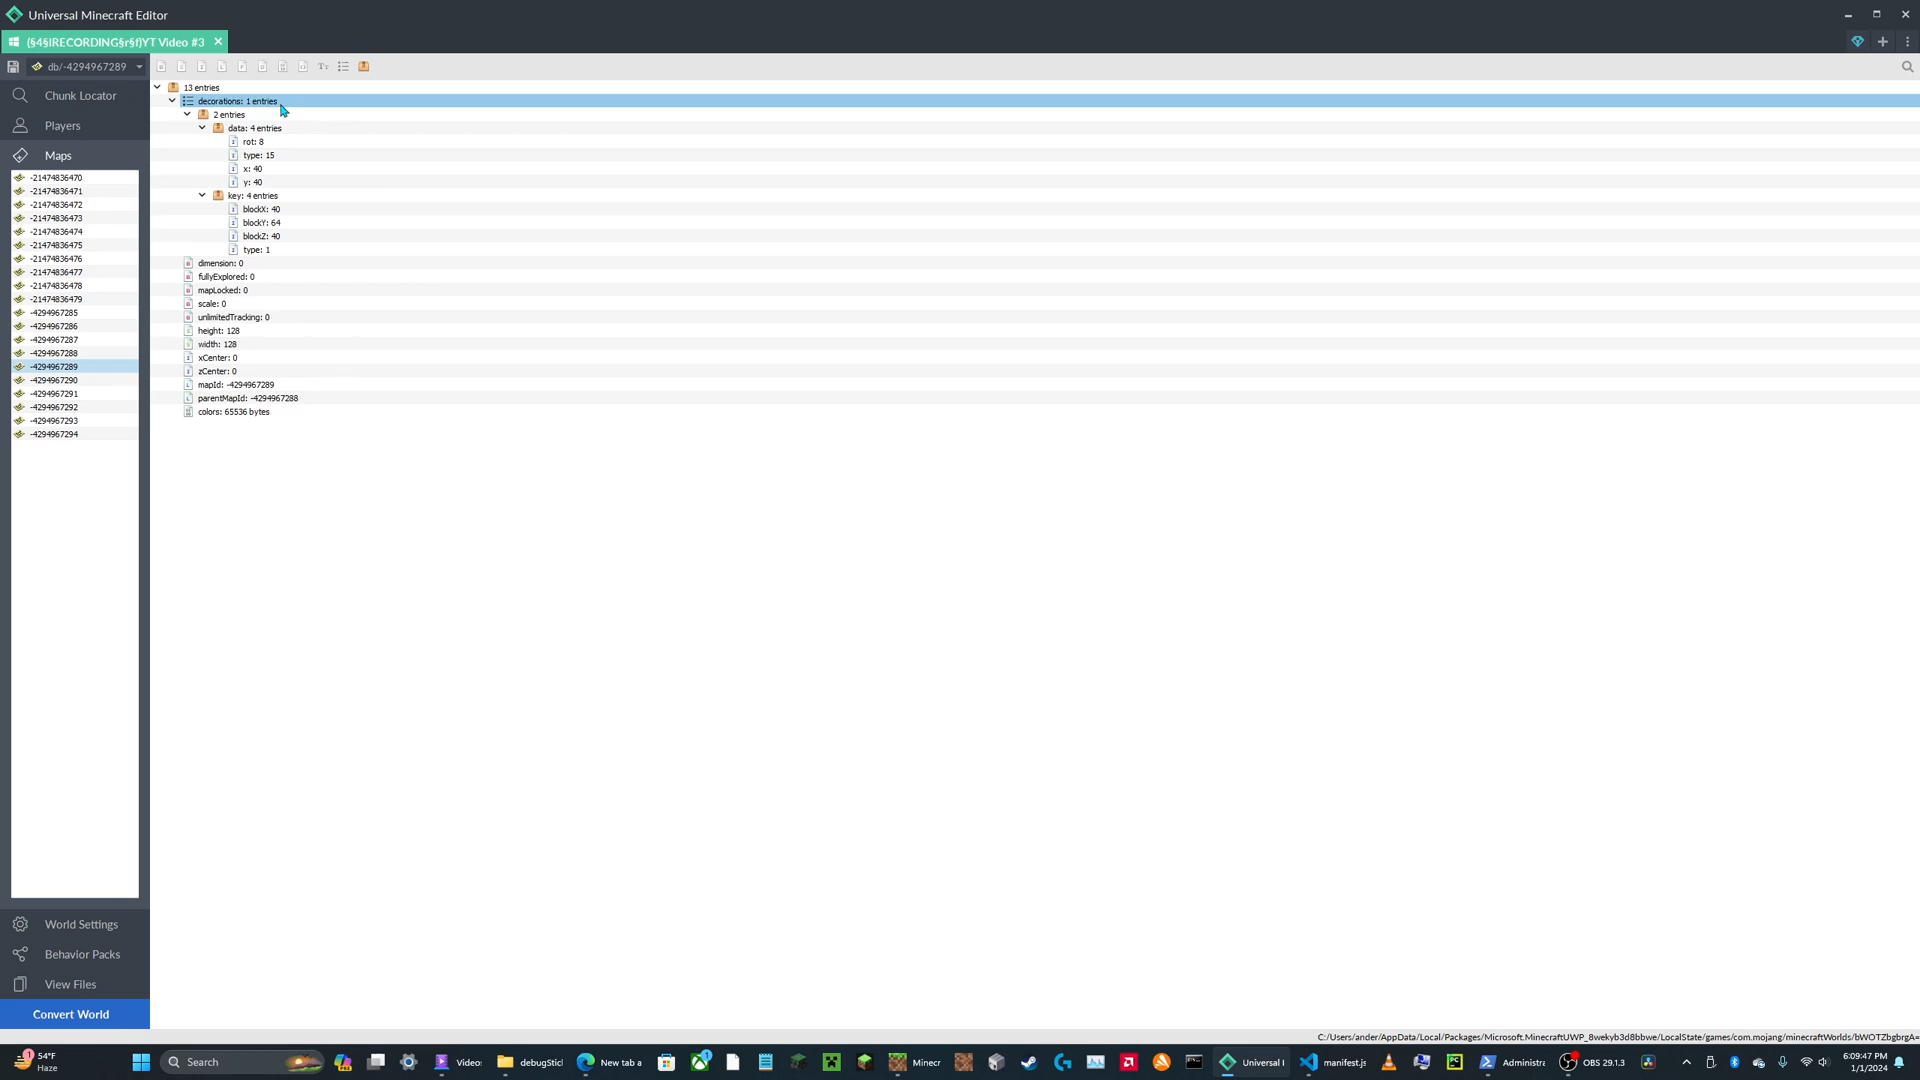 Universal Minecraft Editor
(§4§lRECORDING§r§f)YT Video #3
db/-4294967289
Chunk Locator
Players
Maps
-21474836470
-21474836471
-21474836472
-21474836473
-21474836474
-21474836475
-21474836476
-21474836477
-21474836478
-21474836479
-4294967285
-4294967286
-4294967287
-4294967288
-4294967289
-4294967290
-4294967291
-4294967292
-4294967293
-4294967294
World Settings
Behavior Packs
View Files
Convert World
13 entries
decorations: 1 entries
2 entries
data: 4 entries
rot: 8
type: 15
x: 40
y: 40
key: 4 entries
blockX: 40
blockY: 64
blockZ: 40
type: 1
dimension: 0
fullyExplored: 0
mapLocked: 0
scale: 0
unlimitedTracking: 0
height: 128
width: 128
xCenter: 0
zCenter: 0
mapId: -4294967289
parentMapId: -4294967288
colors: 65536 bytes
C:/Users/ander/AppData/Local/Packages/Microsoft.MinecraftUWP_8wekyb3d8bbwe/LocalState/games/com.mojang/minecraftWorlds/bWOTZbgbrgA=
1
54°F
Haze
Search
Video:
debugSticl
New tab a
1
Minecr
Universal I
manifest.js
Administra
OBS 29.1.3
6:09:47 PM
1/1/2024